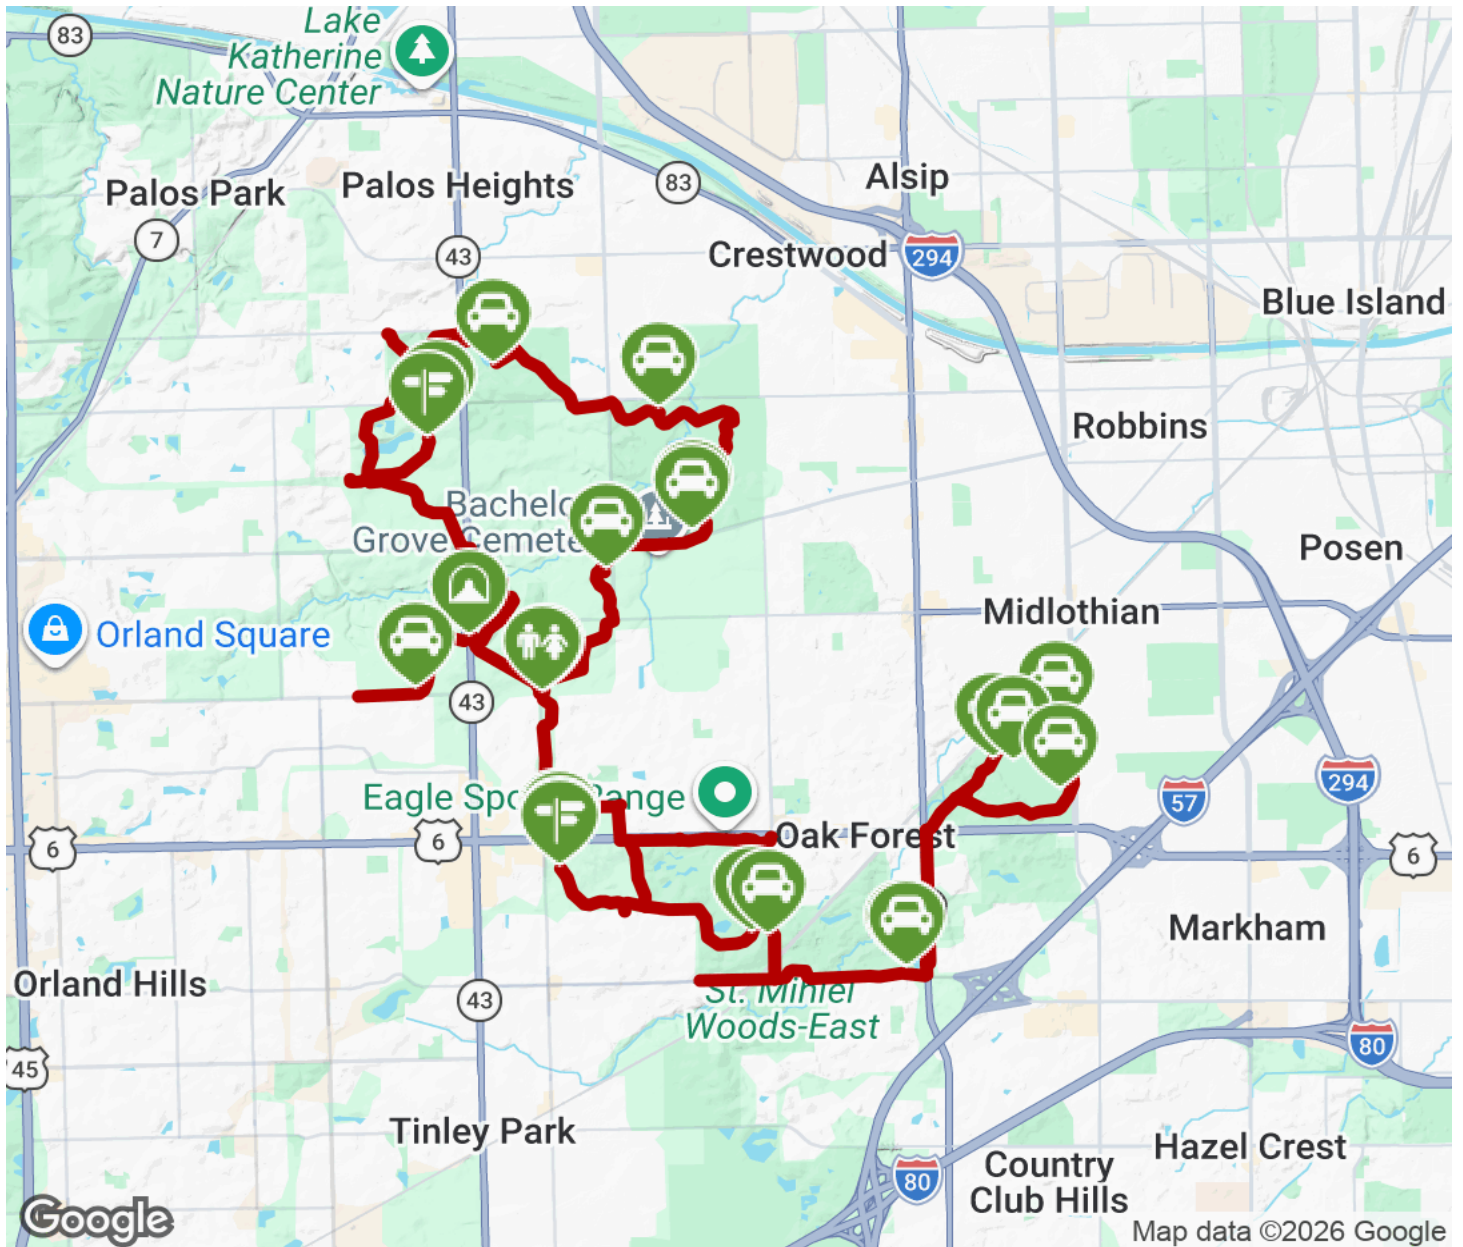 83
Lake
Katherine
Nature Center
Palos Park
Palos Heights
83
Alsip
7
43
Crestwood
294
Blue Island
Robbins
Bachelo
Grove Cemete
Posen
Orland Square
Midlothian
43
Eagle Spo
Range
294
57
6
6
Oak Forest
6
Markham
Orland Hills
43
St. Mihiel
Woods-East
80
45
Tinley Park
Hazel Crest
80
Country
Club Hills
Google
Map data ©2026 Google